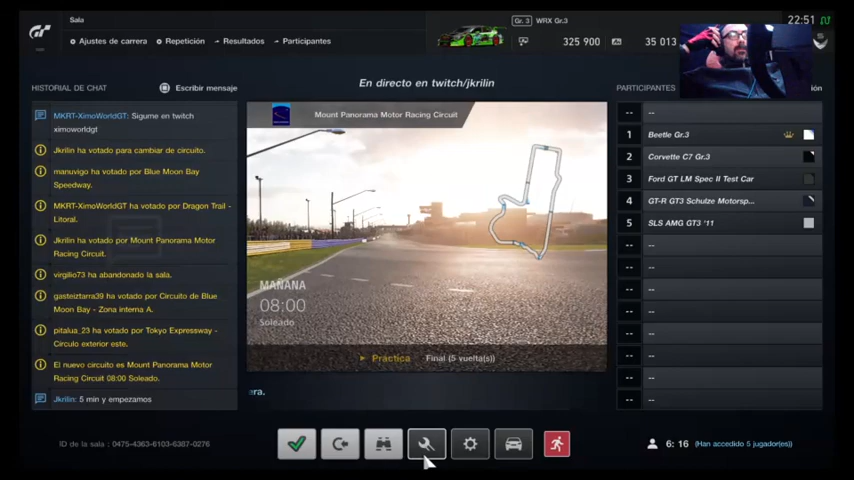 Sala
Gr. 3 WRX Gr.3
22:51
Ajustes de carrera
Repetición
Resultados
Participantes
325 900
35 013
HISTORIAL DE CHAT
Escribir mensaje
En directo en twitch/jkrilin
PARTICIPANTES
MKRT-XimoWorldGT: Sigume en twitch
ximoworldgt
Jkrilin ha votado para cambiar de circuito.
manuvigo ha votado por Blue Moon Bay
Speedway.
MKRT-XimoWorldGT ha votado por Dragon Trail -
Litoral.
Jkrilin ha votado por Mount Panorama Motor
Racing Circuit.
virgilio73 ha abandonado la sala.
gasteiztarra39 ha votado por Circuito de Blue
Moon Bay - Zona interna A.
pitalua_23 ha votado por Tokyo Expressway -
Círculo exterior este.
El nuevo circuito es Mount Panorama Motor
Racing Circuit 08:00 Soleado.
Jkrilin: 5 min y empezamos
Mount Panorama Motor Racing Circuit
MAÑANA
08:00
Soleado
Práctica
Final (5 vuelta(s))
era.
-- --
1 Beetle Gr.3
2 Corvette C7 Gr.3
3 Ford GT LM Spec II Test Car
4 GT-R GT3 Schulze Motorsp...
5 SLS AMG GT3 '11
-- --
-- --
-- --
-- --
-- --
-- --
-- --
-- --
ID de la sala : 0475-4363-6103-6387-0276
6: 16 (Han accedido 5 jugador(es))